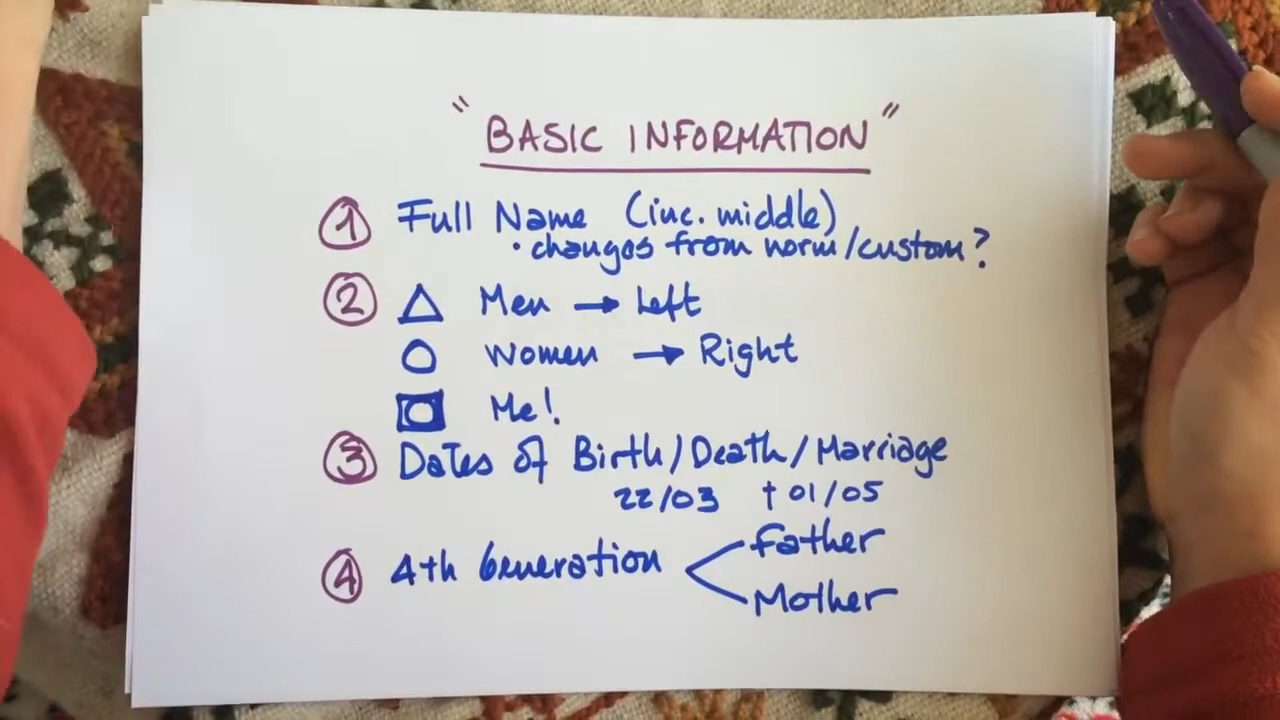 "BASIC INFORMATION"
1 Full Name (inc. middle)
• changes from norm/custom?
2 Men → Left
Women → Right
Me!
3 Dates of Birth/Death/Marriage
22/03 † 01/05
Father
4 4th Generation
Mother